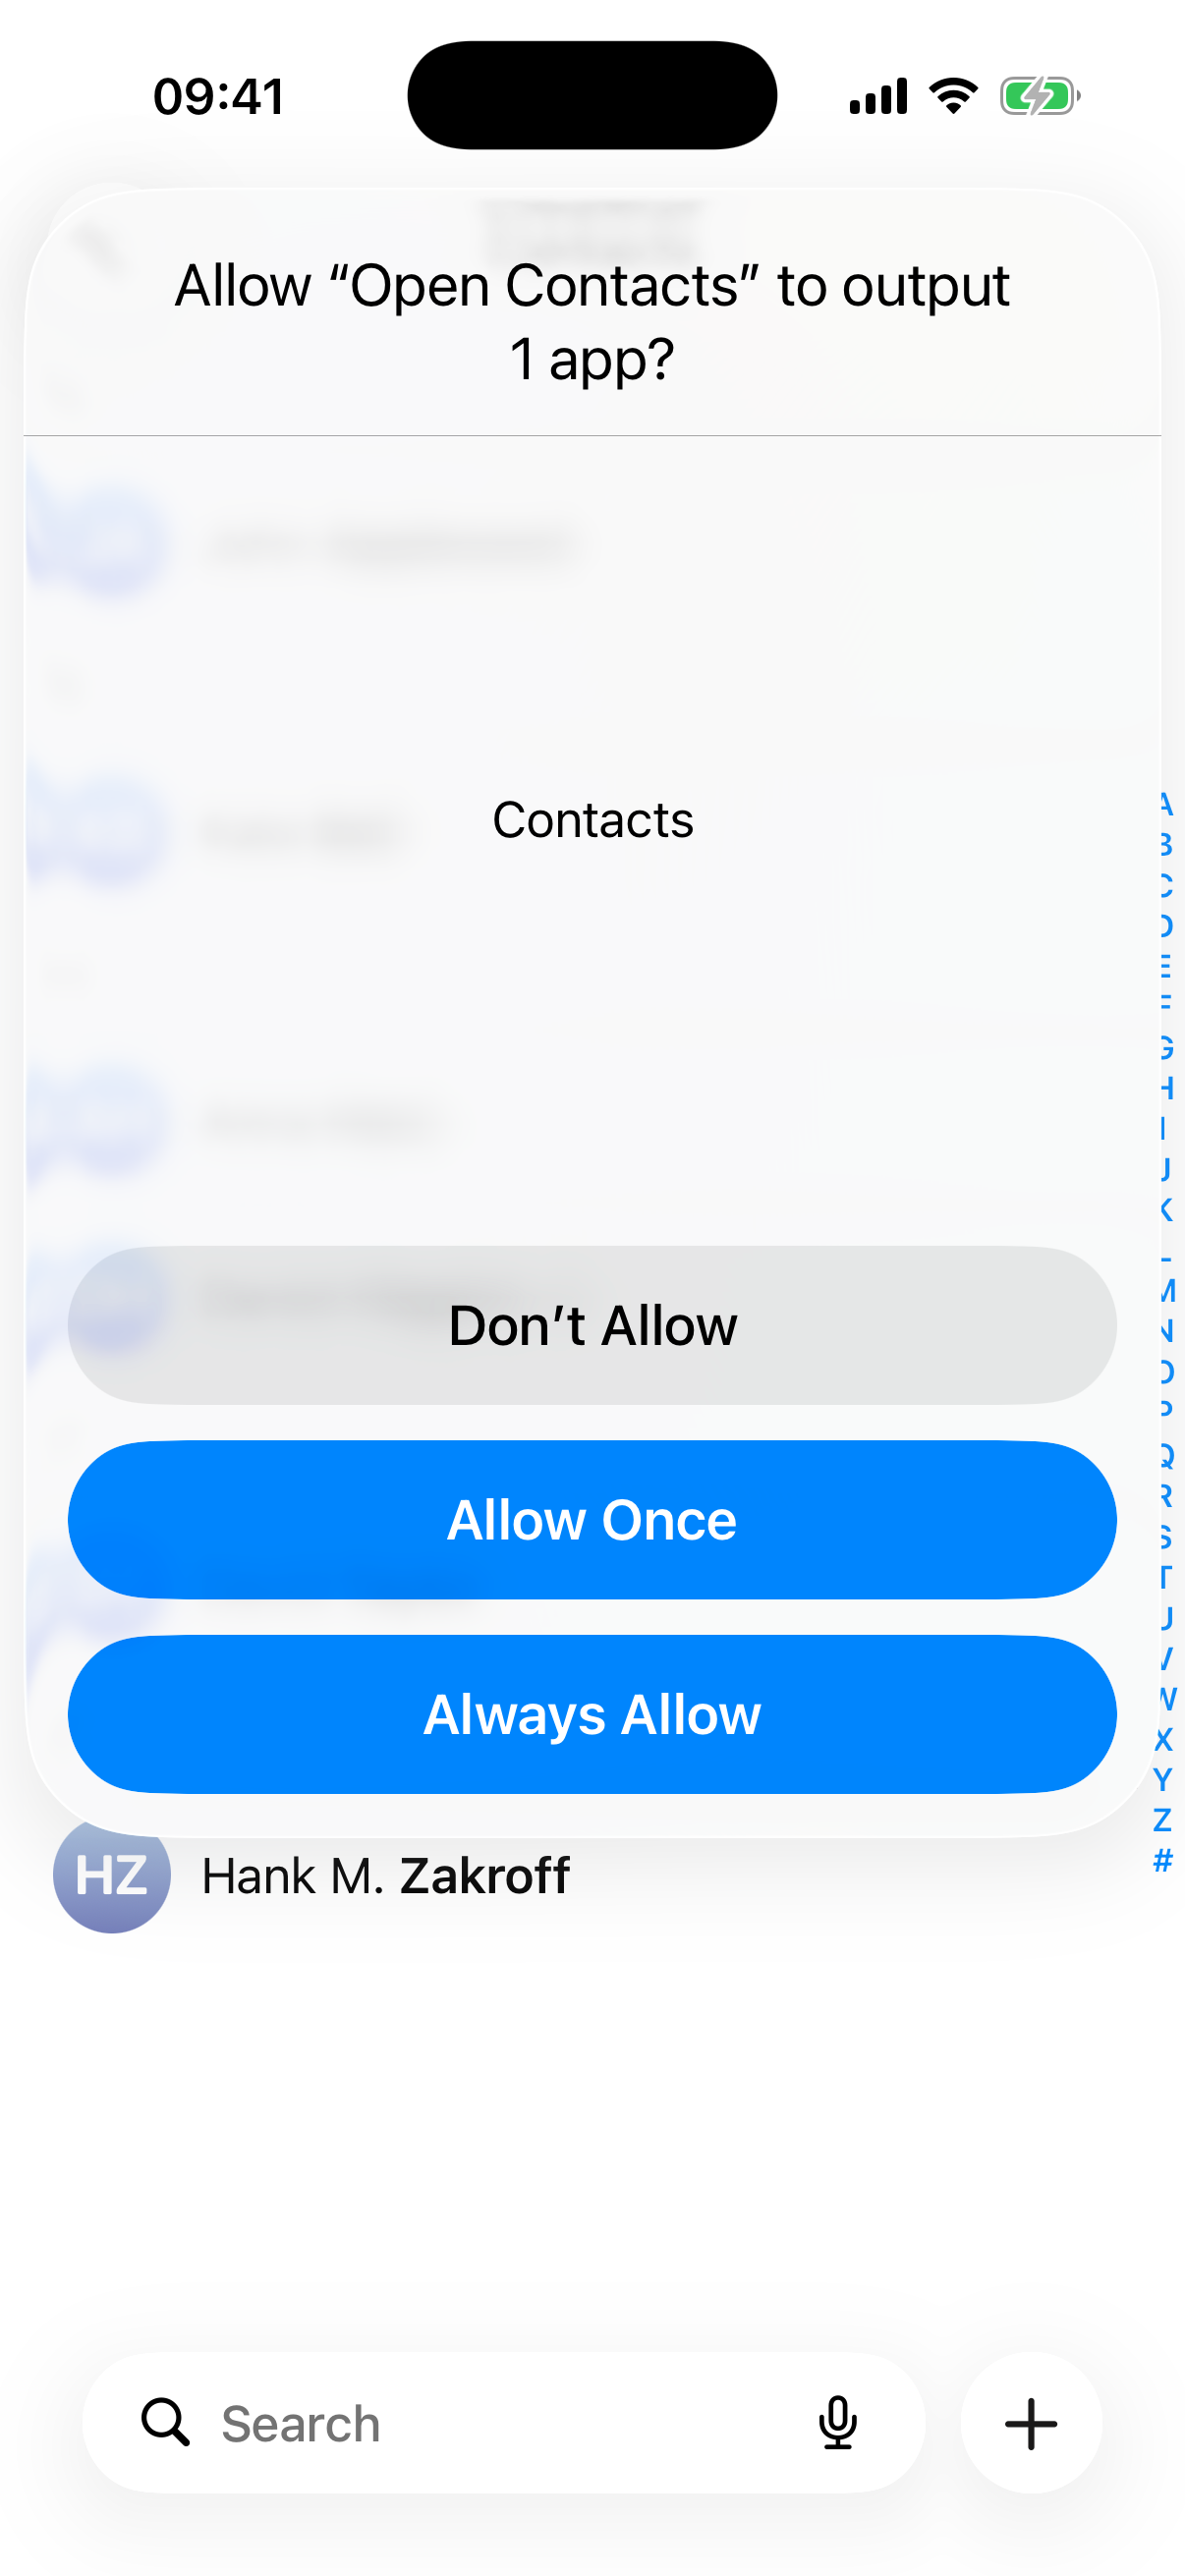 09:41
Allow “Open Contacts” to output
1 app?
Contacts
Don’t Allow
Allow Once
Always Allow
HZ Hank M. Zakroff
A
B
C
D
E
F
G
H
I
J
K
L
M
N
O
P
Q
R
S
T
U
V
W
X
Y
Z
#
Search